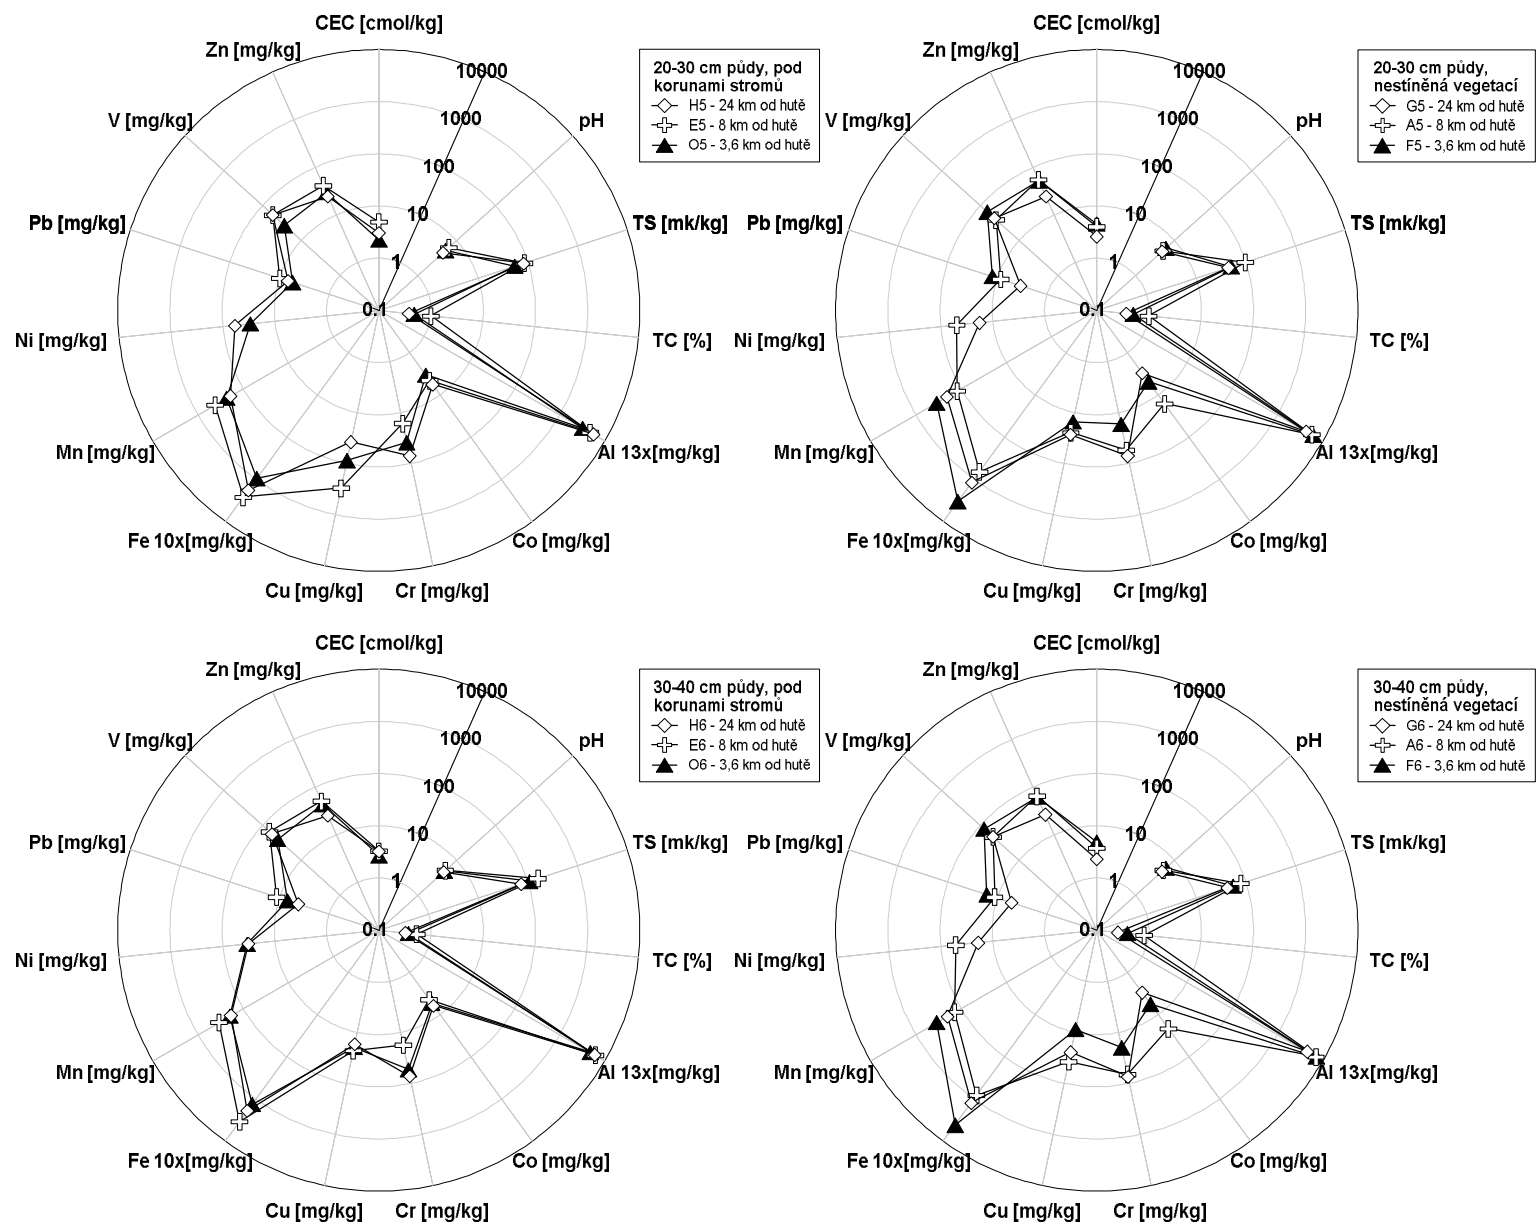 CEC [cmol/kg]
Zn [mg/kg]
10000
V [mg/kg]
1000
pH
100
Pb [mg/kg]
10
TS [mk/kg]
1
0.1
Ni [mg/kg]
TC [%]
Mn [mg/kg]
Al 13x[mg/kg]
Fe 10x[mg/kg]
Co [mg/kg]
Cu [mg/kg]
Cr [mg/kg]
20-30 cm půdy, pod
korunami stromů
H5 - 24 km od hutě
E5 - 8 km od hutě
O5 - 3,6 km od hutě
CEC [cmol/kg]
Zn [mg/kg]
10000
V [mg/kg]
1000
pH
100
Pb [mg/kg]
10
TS [mk/kg]
1
0.1
Ni [mg/kg]
TC [%]
Mn [mg/kg]
Al 13x[mg/kg]
Fe 10x[mg/kg]
Co [mg/kg]
Cu [mg/kg]
Cr [mg/kg]
20-30 cm půdy,
nestíněná vegetací
G5 - 24 km od hutě
A5 - 8 km od hutě
F5 - 3,6 km od hutě
CEC [cmol/kg]
Zn [mg/kg]
10000
V [mg/kg]
1000
pH
100
Pb [mg/kg]
10
TS [mk/kg]
1
0.1
Ni [mg/kg]
TC [%]
Mn [mg/kg]
Al 13x[mg/kg]
Fe 10x[mg/kg]
Co [mg/kg]
Cu [mg/kg]
Cr [mg/kg]
30-40 cm půdy, pod
korunami stromů
H6 - 24 km od hutě
E6 - 8 km od hutě
O6 - 3,6 km od hutě
CEC [cmol/kg]
Zn [mg/kg]
10000
V [mg/kg]
1000
pH
100
Pb [mg/kg]
10
TS [mk/kg]
1
0.1
Ni [mg/kg]
TC [%]
Mn [mg/kg]
Al 13x[mg/kg]
Fe 10x[mg/kg]
Co [mg/kg]
Cu [mg/kg]
Cr [mg/kg]
30-40 cm půdy,
nestíněná vegetací
G6 - 24 km od hutě
A6 - 8 km od hutě
F6 - 3,6 km od hutě